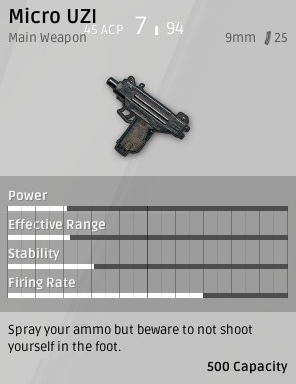 Micro UZI
45 ACP 7 94
Main Weapon 9mm 25
Power
Effective Range
Stability
Firing Rate
Spray your ammo but beware to not shoot
yourself in the foot.
500 Capacity